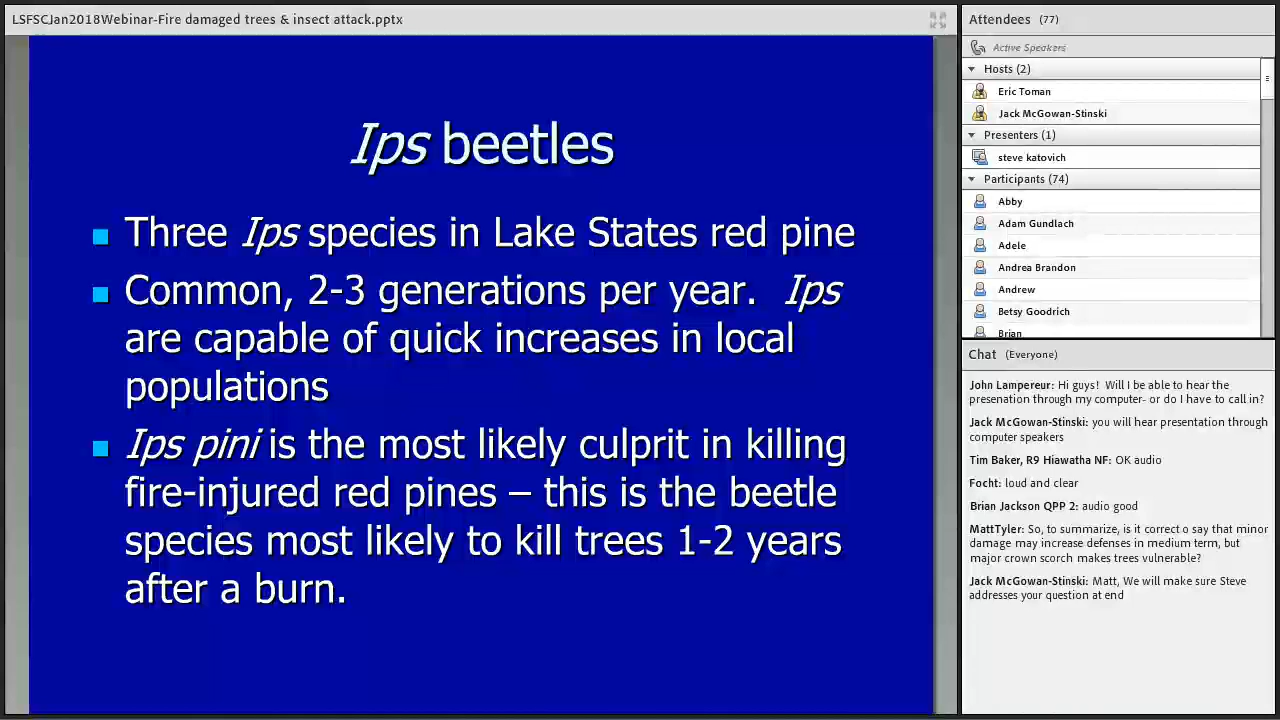 LSFSCJan2018Webinar-Fire damaged trees & insect attack.pptx
Ips beetles
Three Ips species in Lake States red pine
Common, 2-3 generations per year. Ips
are capable of quick increases in local
populations
Ips pini is the most likely culprit in killing
fire-injured red pines – this is the beetle
species most likely to kill trees 1-2 years
after a burn.
Attendees (77)
Active Speakers
Hosts (2)
Eric Toman
Jack McGowan-Stinski
Presenters (1)
steve katovich
Participants (74)
Abby
Adam Gundlach
Adele
Andrea Brandon
Andrew
Betsy Goodrich
Brian
Chat (Everyone)
John Lampereur: Hi guys! Will I be able to hear the
presenation through my computer- or do I have to call in?
Jack McGowan-Stinski: you will hear presentation through
computer speakers
Tim Baker, R9 Hiawatha NF: OK audio
Focht: loud and clear
Brian Jackson QPP 2: audio good
MattTyler: So, to summarize, is it correct o say that minor
damage may increase defenses in medium term, but
major crown scorch makes trees vulnerable?
Jack McGowan-Stinski: Matt, We will make sure Steve
addresses your question at end